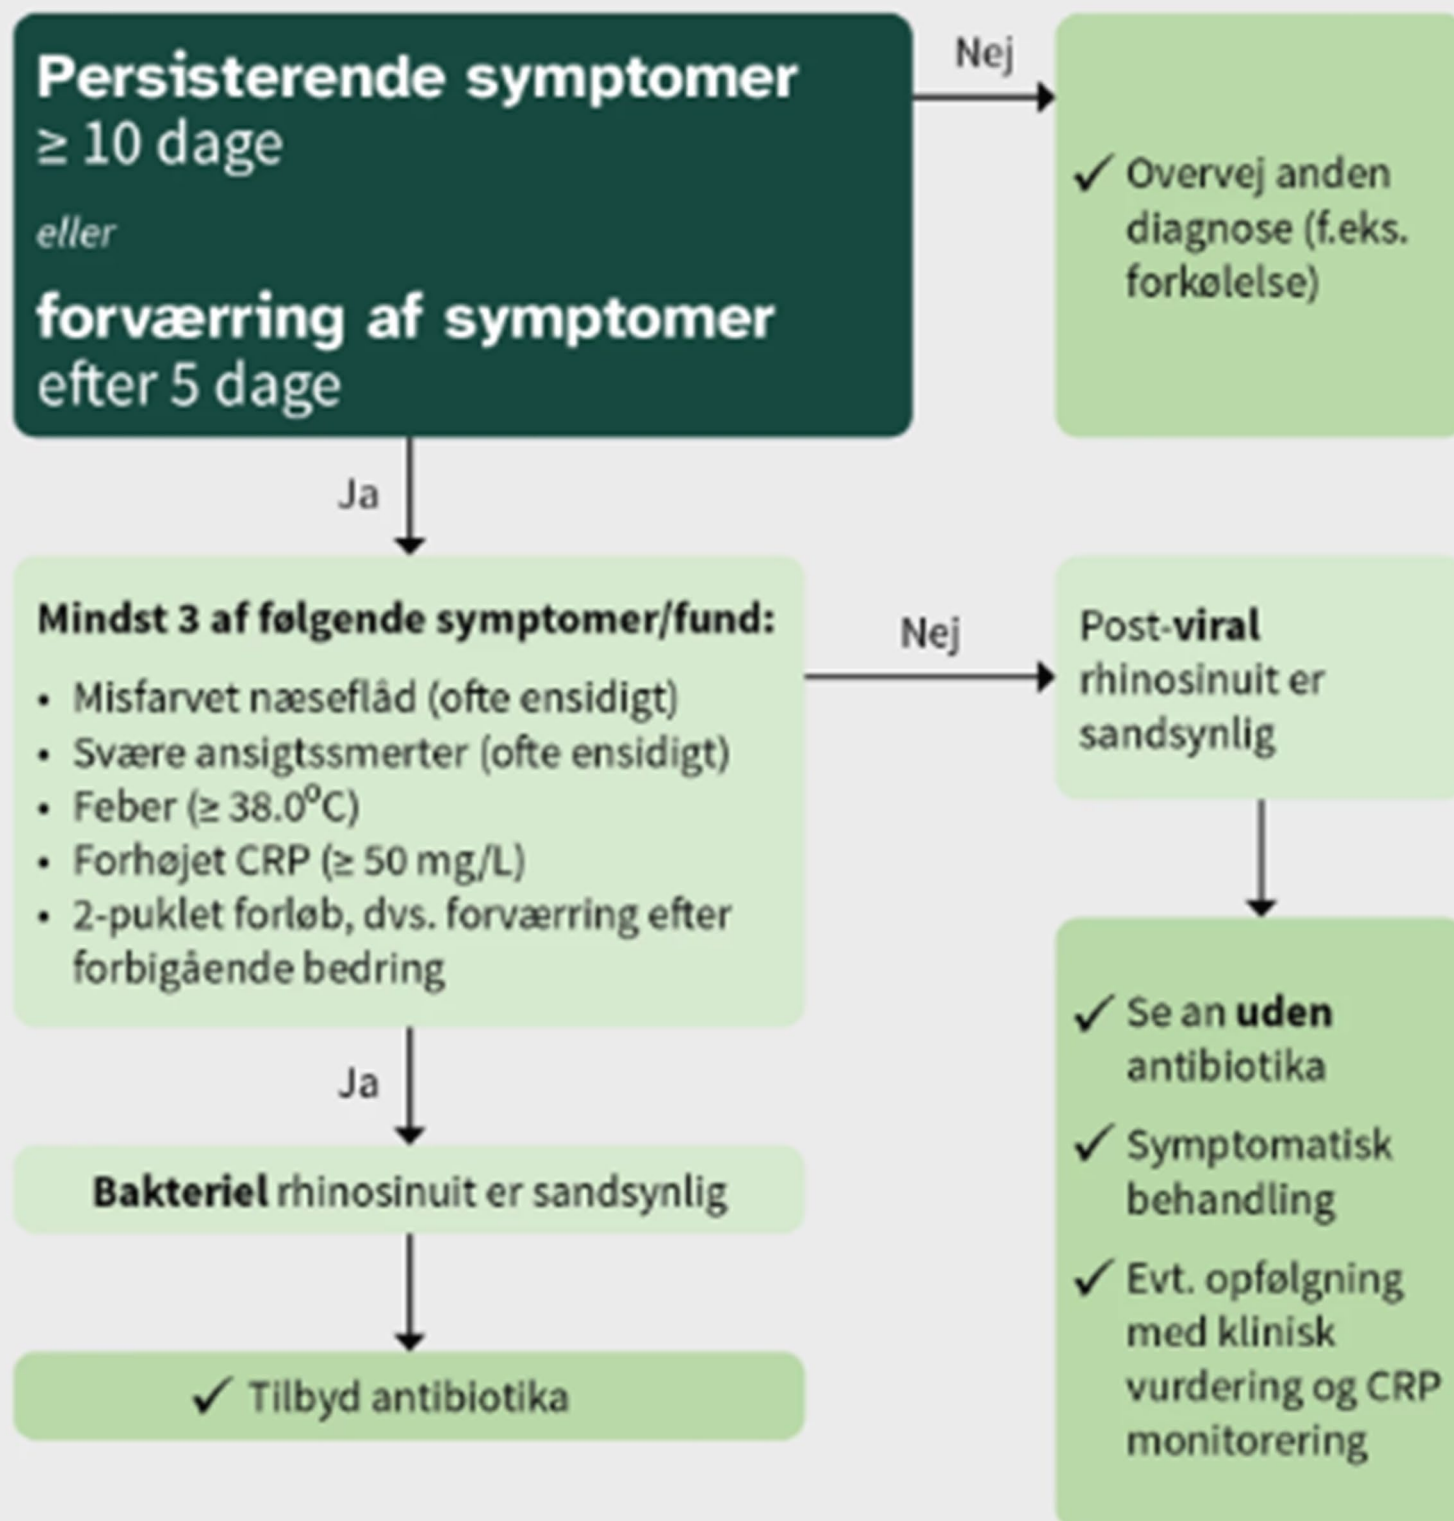 Persisterende symptomer
≥ 10 dage
eller
forværring af symptomer
efter 5 dage
Nej
✓ Overvej anden
diagnose (f.eks.
forkølelse)
Ja
Mindst 3 af følgende symptomer/fund:
• Misfarvet næseflåd (ofte ensidigt)
• Svære ansigtssmerter (ofte ensidigt)
• Feber (≥ 38.0⁰C)
• Forhøjet CRP (≥ 50 mg/L)
• 2-puklet forløb, dvs. forværring efter
forbigående bedring
Nej
Post-viral
rhinosinuit er
sandsynlig
Ja
Bakteriel rhinosinuit er sandsynlig
✓ Tilbyd antibiotika
✓ Se an uden
antibiotika
✓ Symptomatisk
behandling
✓ Evt. opfølgning
med klinisk
vurdering og CRP
monitorering